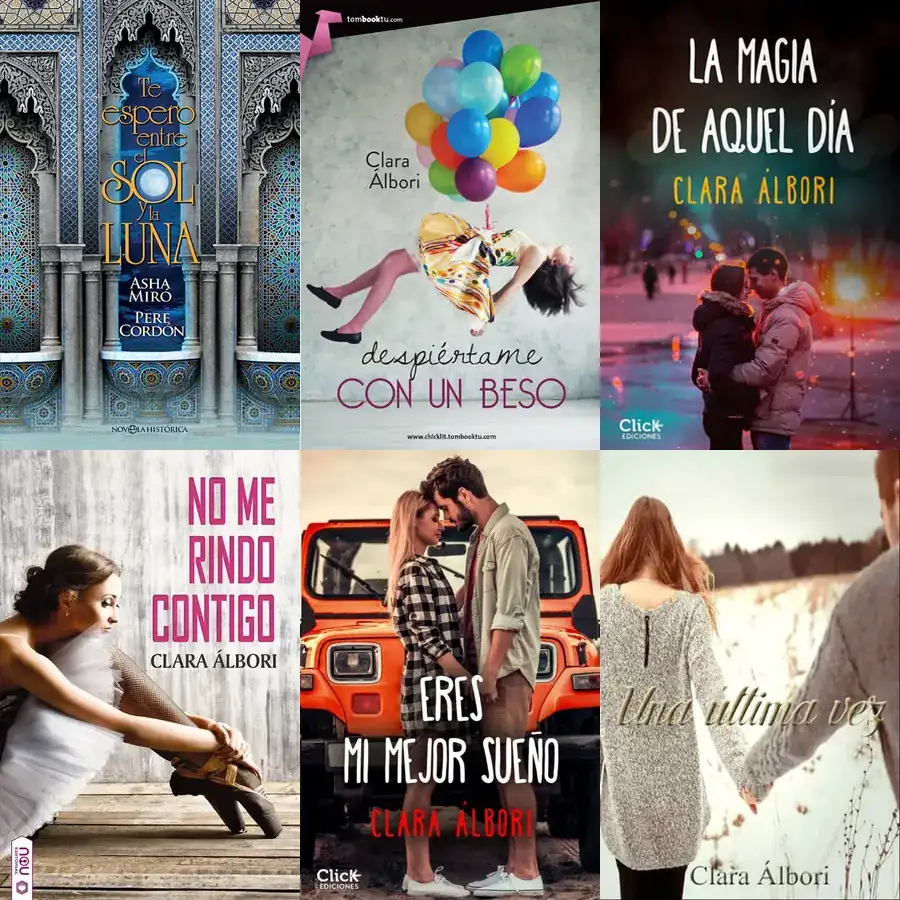 Te
espero
entre
el
SOL
y la
LUNA
ASHA
MIRÓ
PERE
CORDÓN
NOVELA HISTÓRICA
tombooktu.com
Clara
Álbori
despiértame
CON UN BESO
www.chicklit.tombooktu.com
LA MAGIA
DE AQUEL DÍA
CLARA ÁLBORI
Click
EDICIONES
NO ME
RINDO
CONTIGO
CLARA ÁLBORI
nou
EDITORIAL
ERES
MI MEJOR SUEÑO
CLARA ÁLBORI
Click
EDICIONES
Una última vez
Clara Álbori